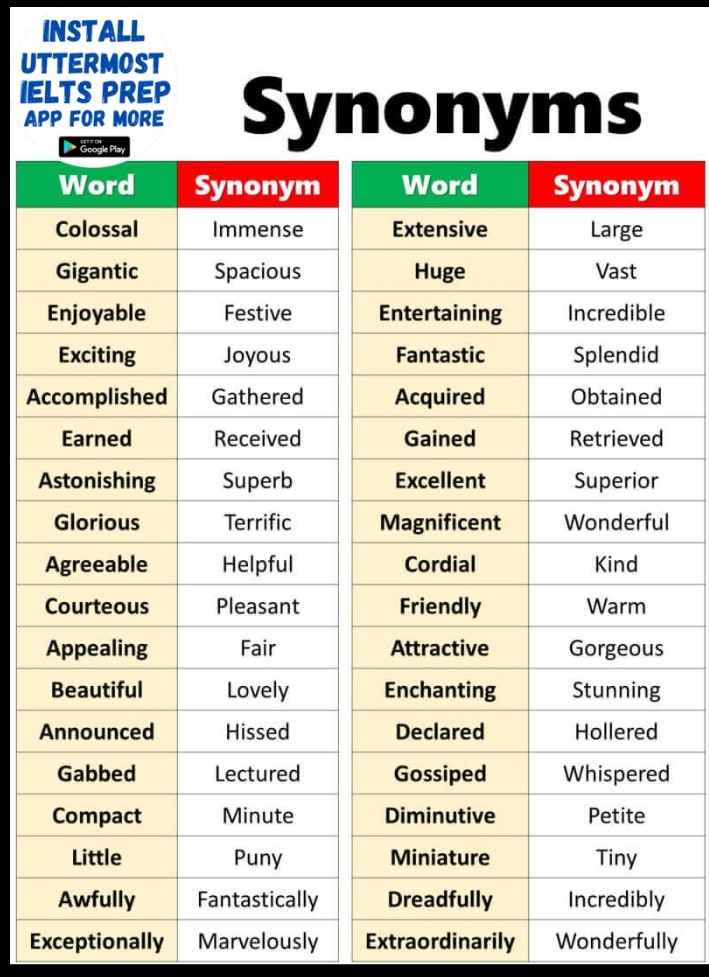 INSTALL
UTTERMOST
IELTS PREP
APP FOR MORE
GET IT ON
Google Play
Synonyms
Word Synonym Word Synonym
Colossal Immense Extensive Large
Gigantic Spacious Huge Vast
Enjoyable Festive Entertaining Incredible
Exciting Joyous Fantastic Splendid
Accomplished Gathered Acquired Obtained
Earned Received Gained Retrieved
Astonishing Superb Excellent Superior
Glorious Terrific Magnificent Wonderful
Agreeable Helpful Cordial Kind
Courteous Pleasant Friendly Warm
Appealing Fair Attractive Gorgeous
Beautiful Lovely Enchanting Stunning
Announced Hissed Declared Hollered
Gabbed Lectured Gossiped Whispered
Compact Minute Diminutive Petite
Little Puny Miniature Tiny
Awfully Fantastically Dreadfully Incredibly
Exceptionally Marvelously Extraordinarily Wonderfully